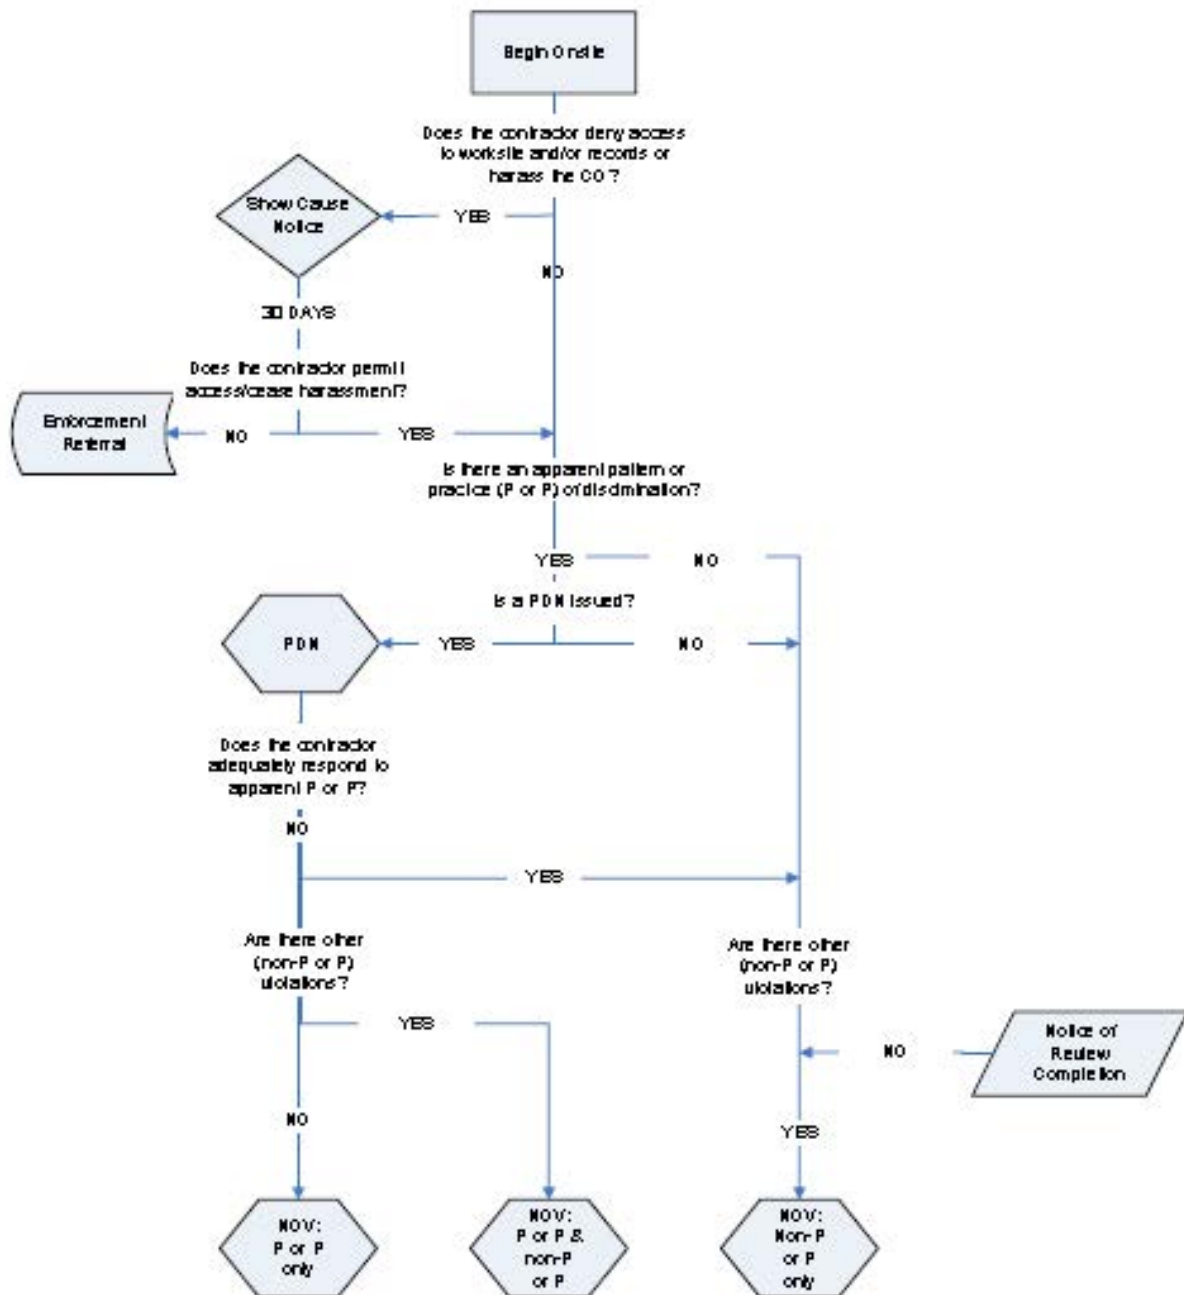 Begin Onsite
Does the contractor deny access
to worksite and/or records or
harass the CO?
Show Cause
Notice
YES
NO
30 DAYS
Does the contractor permit
access/cease harassment?
Enforcement
Referral
NO
YES
Is there an apparent pattern or
practice (P or P) of discrimination?
YES
NO
Is a PDN issued?
PDN
YES
NO
Does the contractor
adequately respond to
apparent P or P?
NO
YES
Are there other
(non-P or P)
violations?
Are there other
(non-P or P)
violations?
YES
NO
Notice of
Review
Completion
NO
YES
NOV:
P or P
only
NOV:
P or P &
non-P
or P
NOV:
Non-P
or P
only